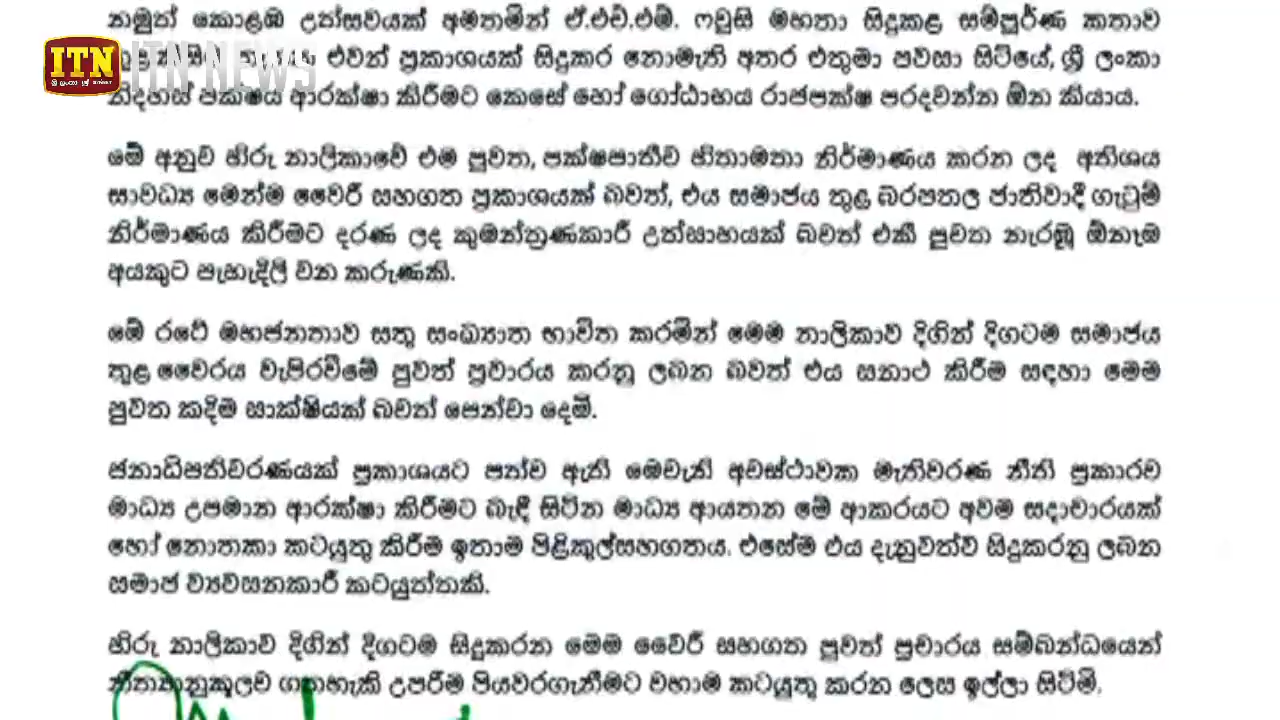 නමුත් කොළඹ උත්සවයක් අමතමින් ඒ.එච්.එම්. ෆවුසි මහතා සිදුකළ සම්පූර්ණ කතාව
ITN ITN NEWS එවන් ප්‍රකාශයක් සිදුකර නොමැති අතර එතුමා පවසා සිටියේ, ශ්‍රී ලංකා
නිදහස් පක්ෂය ආරක්ෂා කිරීමට කෙසේ හෝ ගෝඨාභය රාජපක්ෂ පරදවන්න ඕන කියාය.
මේ අනුව හිරු නාලිකාවේ එම පුවත, පක්ෂපාතීව හිතාමතා නිර්මාණය කරන ලද අතිශය
සාවද්‍ය මෙන්ම වෛරී සහගත ප්‍රකාශයක් බවත්, එය සමාජය තුළ බරපතල ජාතිවාදී ගැටුම්
නිර්මාණය කිරීමට දරණ ලද කුමන්ත්‍රණකාරී උත්සාහයක් බවත් එකී පුවත නැරඹූ ඕනෑම
අයකුට පැහැදිලි වන කරුණකි.
මේ රටේ මහජනතාව සතු සංඛ්‍යාත භාවිත කරමින් මෙම නාලිකාව දිගින් දිගටම සමාජය
තුළ වෛරය වැපිරවීමේ පුවත් ප්‍රචාරය කරනු ලබන බවත් එය සනාථ කිරීම සඳහා මෙම
පුවත කදිම සාක්ෂියක් බවත් පෙන්වා දෙමි.
ජනාධිපතිවරණයක් ප්‍රකාශයට පත්ව ඇති මෙවැනි අවස්ථාවක මැතිවරණ නීති ප්‍රකාරව
මාධ්‍ය උපමාන ආරක්ෂා කිරීමට බැඳී සිටින මාධ්‍ය ආයතන මේ ආකරයට අවම සදාචාරයක්
හෝ නොතකා කටයුතු කිරීම ඉතාම පිළිකුල්සහගතය. එසේම එය දැනුවත්ව සිදුකරනු ලබන
සමාජ ව්‍යවසනකාරී කටයුත්තකි.
හිරු නාලිකාව දිගින් දිගටම සිදුකරන මෙම වෛරී සහගත පුවත් ප්‍රචාරය සම්බන්ධයෙන්
නීත්‍යානුකූලව ගතහැකි උපරීම පියවරගැනීමට වහාම කටයුතු කරන ලෙස ඉල්ලා සිටිමි.